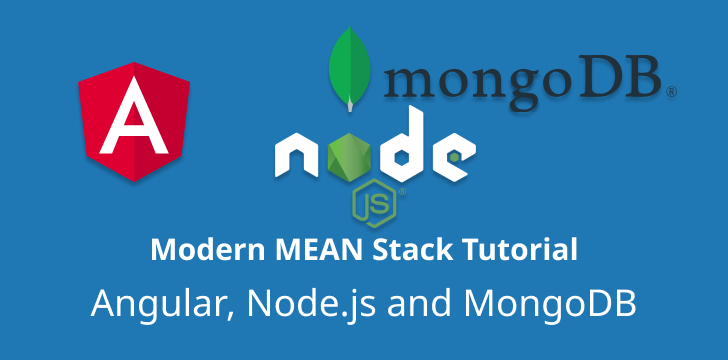 A
mongoDB®
node
JS®
Modern MEAN Stack Tutorial
Angular, Node.js and MongoDB